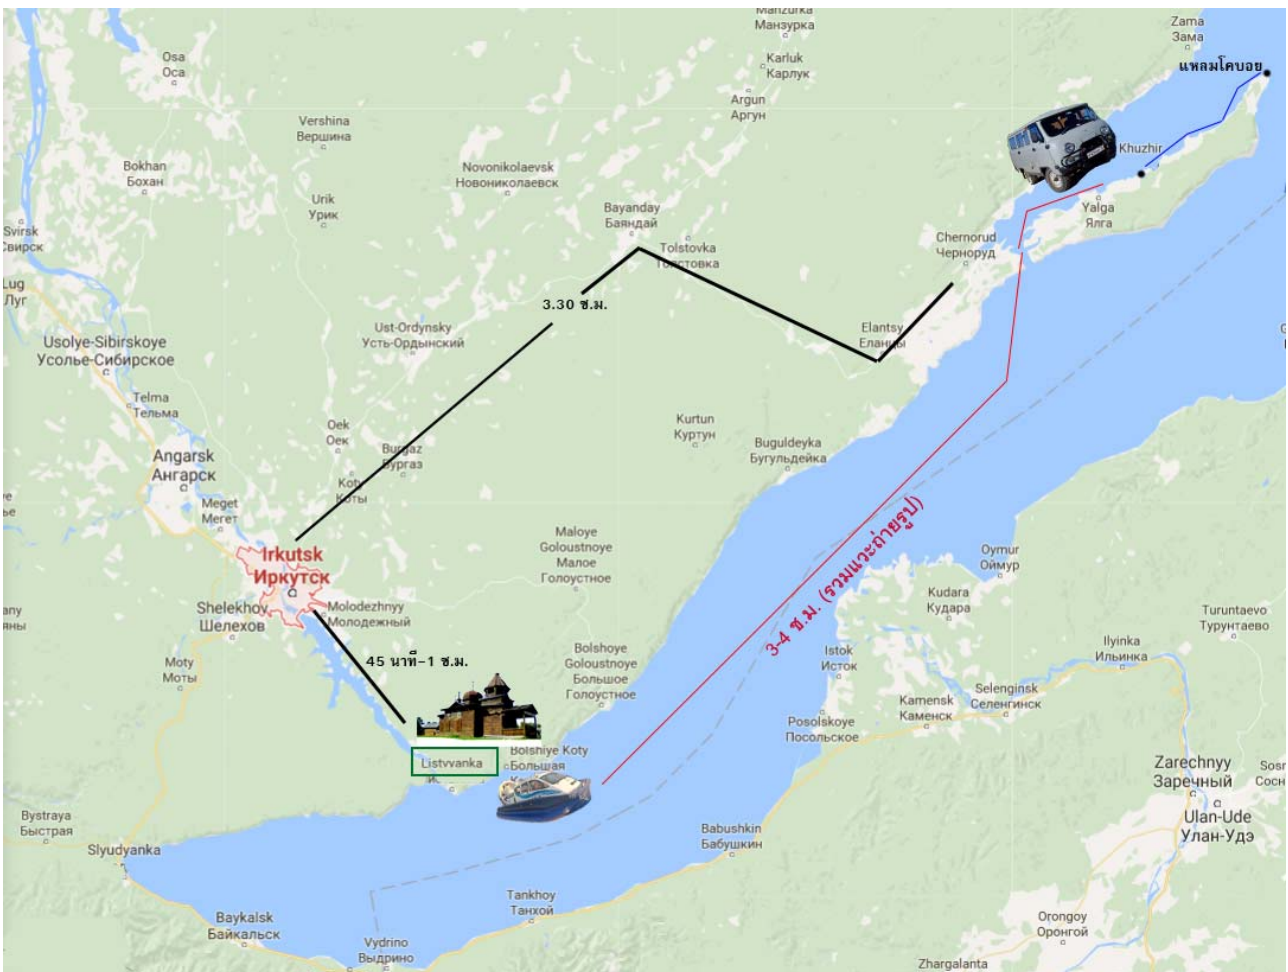 Manzurka
Манзурка
Zama
Зама
แหลมโคบอย
Osa
Оса
Karluk
Карлук
Argun
Аргун
Vershina
Вершина
Khuzhir
Bokhan
Бохан
Novonikolaevsk
Новониколаевск
Urik
Урик
Bayanday
Баяндай
Yalga
Ялга
Svirsk
Свирск
Tolstovka
Толстовка
Chernorud
Черноруд
Lug
Луг
3.30 ช.ม.
Ust-Ordynsky
Усть-Ордынский
Elantsy
Еланцы
Usolye-Sibirskoye
Усолье-Сибирское
Telma
Тельма
Kurtun
Куртун
Oek
Оек
Burgaz
Бургаз
Buguldeyka
Бугульдейка
Angarsk
Ангарск
Koty
Коты
Meget
Мегет
Maloye
Goloustnoye
Малое
Голоустное
3-4 ช.ม. (รวมแวะถ่ายรูป)
Irkutsk
Иркутск
Oymur
Оймур
Kudara
Кудара
Shelekhov
Шелехов
Molodezhnyy
Молодежный
Turuntaevo
Турунтаево
45 นาที-1 ช.ม.
Moty
Моты
Bolshoye
Goloustnoye
Большое
Голоустное
Istok
Исток
Ilyinka
Ильинка
Kamensk
Каменск
Selenginsk
Селенгинск
Posolskoye
Посольское
Listvyanka
Bolshiye Koty
Большая
Zarechnyy
Заречный
Ulan-Ude
Улан-Удэ
Bystraya
Быстрая
Slyudyanka
Babushkin
Бабушкин
Tankhoy
Танхой
Baykalsk
Байкальск
Vydrino
Выдрино
Orongoy
Оронгой
Zhargalanta